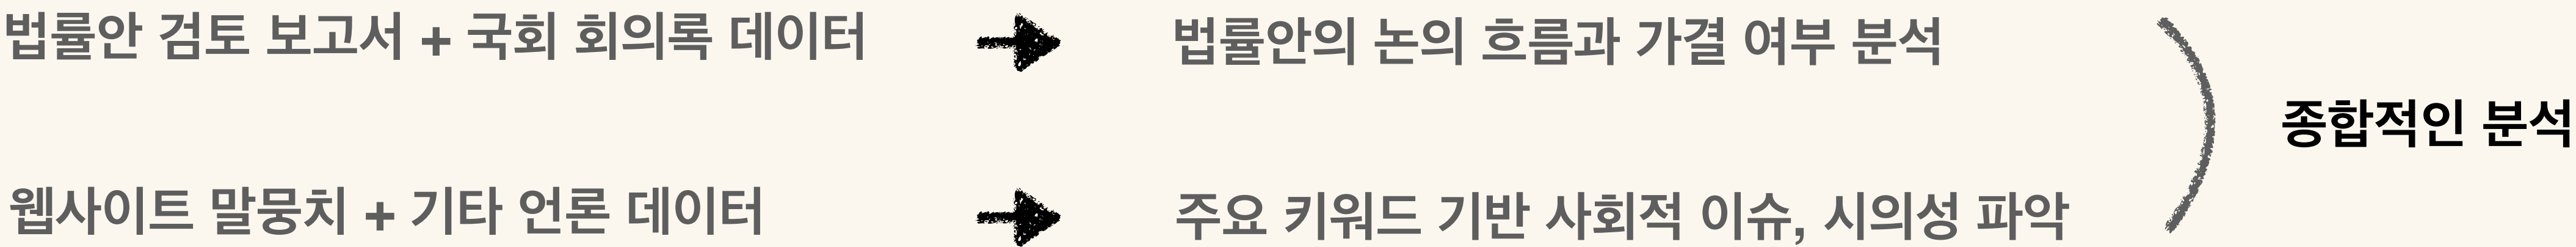 법률안 검토 보고서 + 국회 회의록 데이터
법률안의 논의 흐름과 가결 여부 분석
종합적인 분석
웹사이트 말뭉치 + 기타 언론 데이터
주요 키워드 기반 사회적 이슈, 시의성 파악